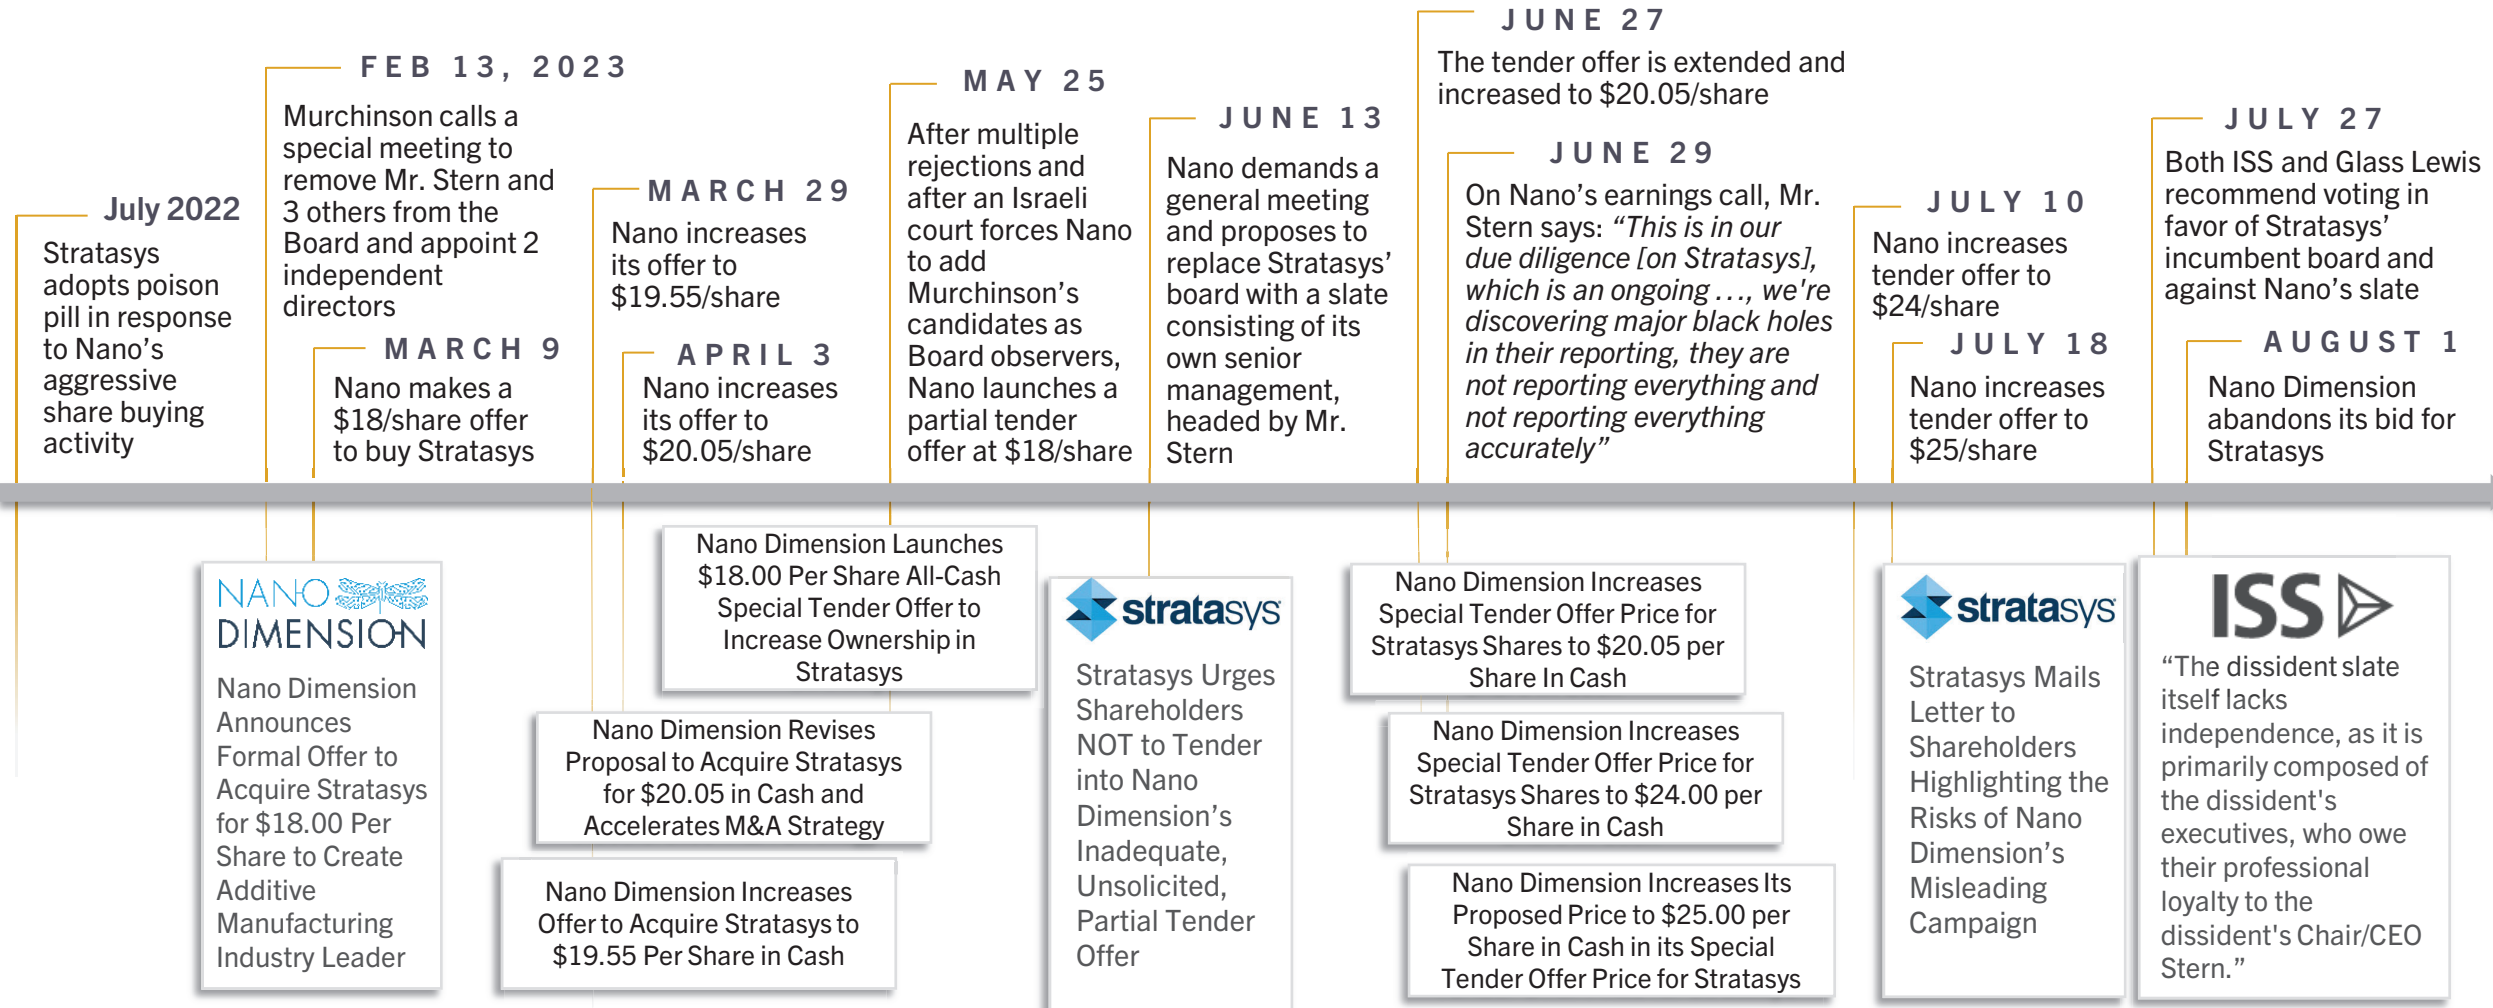 July 2022
Stratasys
adopts poison
pill in response
to Nano's
aggressive
share buying
activity
FEB 13, 2023
Murchinson calls a
special meeting to
remove Mr. Stern and
3 others from the
Board and appoint 2
independent
directors
MARCH 9
Nano makes a
$18/share offer
to buy Stratasys
MARCH 29
Nano increases
its offer to
$19.55/share
APRIL 3
Nano increases
its offer to
$20.05/share
MAY 25
After multiple
rejections and
after an Israeli
court forces Nano
to add
Murchinson's
candidates as
Board observers,
Nano launches a
partial tender
offer at $18/share
JUNE 13
Nano demands a
general meeting
and proposes to
replace Stratasys'
board with a slate
consisting of its
own senior
management,
headed by Mr.
Stern
JUNE 27
The tender offer is extended and
increased to $20.05/share
JUNE 29
On Nano's earnings call, Mr.
Stern says: “This is in our
due diligence [on Stratasys],
which is an ongoing ..., we're
discovering major black holes
in their reporting, they are
not reporting everything and
not reporting everything
accurately”
JULY 10
Nano increases
tender offer to
$24/share
JULY 18
Nano increases
tender offer to
$25/share
JULY 27
Both ISS and Glass Lewis
recommend voting in
favor of Stratasys'
incumbent board and
against Nano's slate
AUGUST 1
Nano Dimension
abandons its bid for
Stratasys
NANO
DIMENSION
Nano Dimension
Announces
Formal Offer to
Acquire Stratasys
for $18.00 Per
Share to Create
Additive
Manufacturing
Industry Leader
Nano Dimension Launches
$18.00 Per Share All-Cash
Special Tender Offer to
Increase Ownership in
Stratasys
Nano Dimension Revises
Proposal to Acquire Stratasys
for $20.05 in Cash and
Accelerates M&A Strategy
Nano Dimension Increases
Offer to Acquire Stratasys to
$19.55 Per Share in Cash
stratasys
Stratasys Urges
Shareholders
NOT to Tender
into Nano
Dimension's
Inadequate,
Unsolicited,
Partial Tender
Offer
Nano Dimension Increases
Special Tender Offer Price for
Stratasys Shares to $20.05 per
Share In Cash
Nano Dimension Increases
Special Tender Offer Price for
Stratasys Shares to $24.00 per
Share in Cash
Nano Dimension Increases Its
Proposed Price to $25.00 per
Share in Cash in its Special
Tender Offer Price for Stratasys
stratasys
Stratasys Mails
Letter to
Shareholders
Highlighting the
Risks of Nano
Dimension's
Misleading
Campaign
ISS
“The dissident slate
itself lacks
independence, as it is
primarily composed of
the dissident's
executives, who owe
their professional
loyalty to the
dissident's Chair/CEO
Stern.”